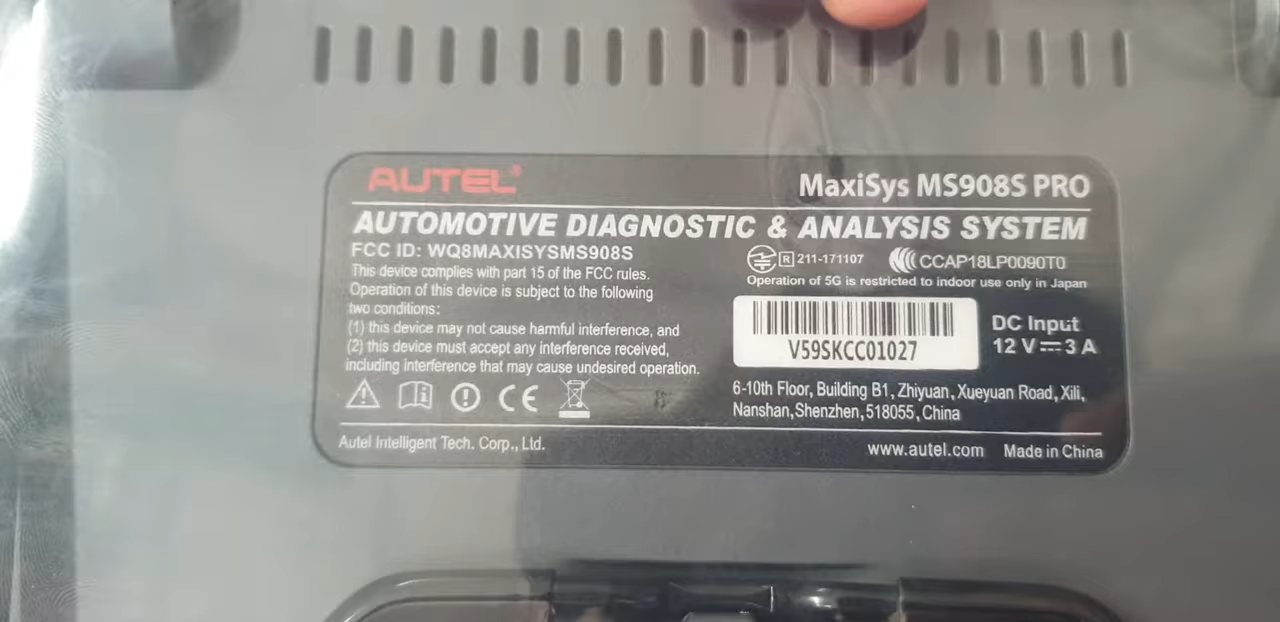 AUTEL®
MaxiSys MS908S PRO
AUTOMOTIVE DIAGNOSTIC & ANALYSIS SYSTEM
FCC ID: WQ8MAXISYSMS908S
This device complies with part 15 of the FCC rules.
Operation of this device is subject to the following
two conditions:
(1) this device may not cause harmful interference, and
(2) this device must accept any interference received,
including interference that may cause undesired operation.
R 211-171107
CCAP18LP0090T0
Operation of 5G is restricted to indoor use only in Japan
V59SKCC01027
DC Input
12 V⎓3 A
CE
6-10th Floor, Building B1, Zhiyuan, Xueyuan Road, Xili,
Nanshan,Shenzhen,518055, China
Autel Intelligent Tech. Corp., Ltd.
www.autel.com
Made in China